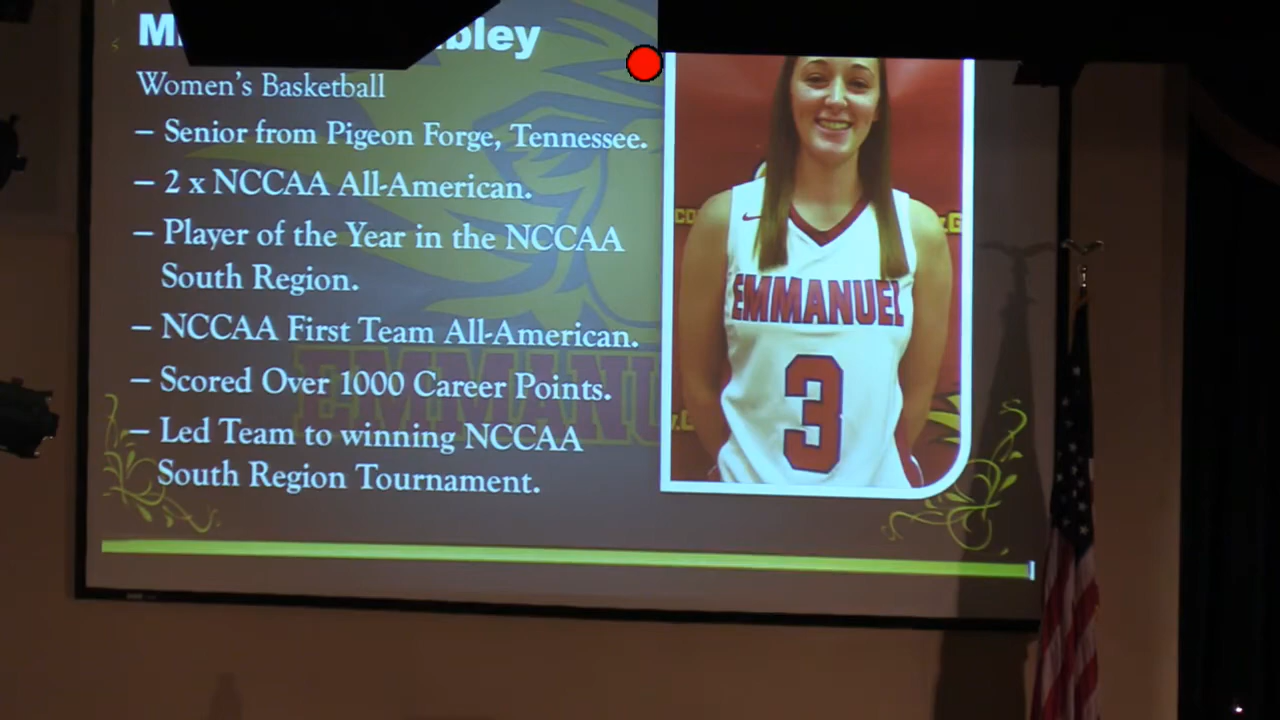 Women's Basketball
– Senior from Pigeon Forge, Tennessee.
– 2 x NCCAA All-American.
– Player of the Year in the NCCAA
South Region.
– NCCAA First Team All-American.
– Scored Over 1000 Career Points.
– Led Team to winning NCCAA
South Region Tournament.
EMMANUEL
3